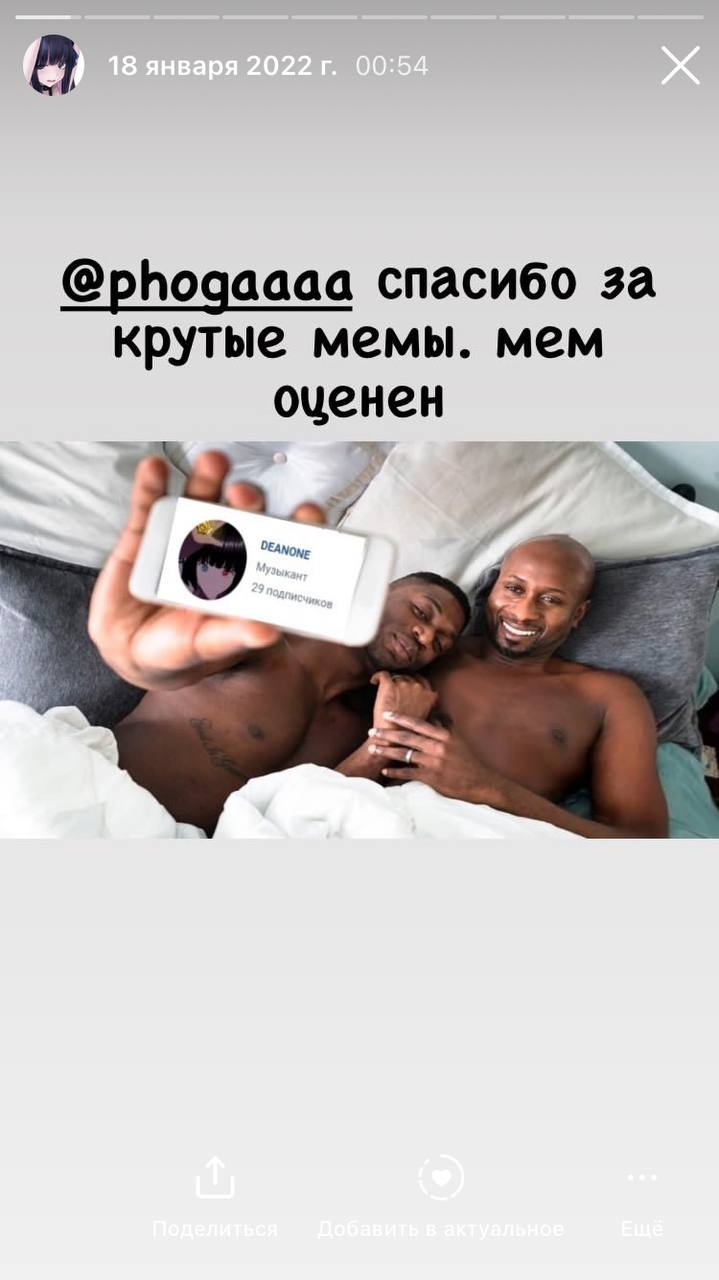 18 января 2022 г. 00:54
@phogaaaa спасибо за
крутые мемы. мем
оценен
DEANONE
Музыкант
29 подписчиков
Поделиться
Добавить в актуальное
Ещё